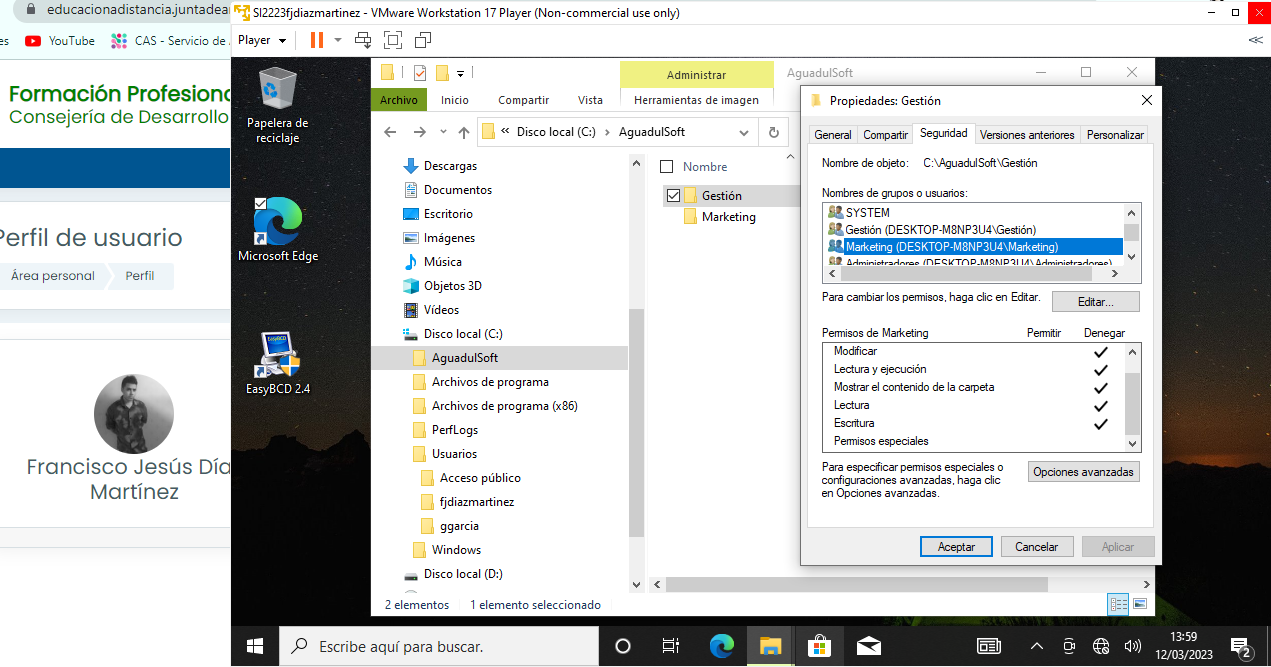 educacionadistancia.juntadea
es YouTube CAS - Servicio de
Formación Profesiona
Consejería de Desarrollo
Perfil de usuario
Área personal Perfil
Francisco Jesús Día
Martínez
SI2223fjdiazmartinez - VMware Workstation 17 Player (Non-commercial use only)
Player
Papelera de
reciclaje
Microsoft Edge
EasyBCD
EasyBCD 2.4
Administrar AguadulSoft
Archivo Inicio Compartir Vista Herramientas de imagen
« Disco local (C:) › AguadulSoft
Descargas
Documentos
Escritorio
Imágenes
Música
Objetos 3D
Vídeos
Disco local (C:)
AguadulSoft
Archivos de programa
Archivos de programa (x86)
PerfLogs
Usuarios
Acceso público
fjdiazmartinez
ggarcia
Windows
Disco local (D:)
Nombre
Gestión
Marketing
2 elementos 1 elemento seleccionado
Propiedades: Gestión
General Compartir Seguridad Versiones anteriores Personalizar
Nombre de objeto: C:\AguadulSoft\Gestión
Nombres de grupos o usuarios:
SYSTEM
Gestión (DESKTOP-M8NP3U4\Gestión)
Marketing (DESKTOP-M8NP3U4\Marketing)
Administradores (DESKTOP-M8NP3U4\Administradores)
Para cambiar los permisos, haga clic en Editar. Editar...
Permisos de Marketing Permitir Denegar
Modificar
Lectura y ejecución
Mostrar el contenido de la carpeta
Lectura
Escritura
Permisos especiales
Para especificar permisos especiales o
configuraciones avanzadas, haga clic
en Opciones avanzadas.
Opciones avanzadas
Aceptar Cancelar Aplicar
Escribe aquí para buscar.
13:59
12/03/2023
2